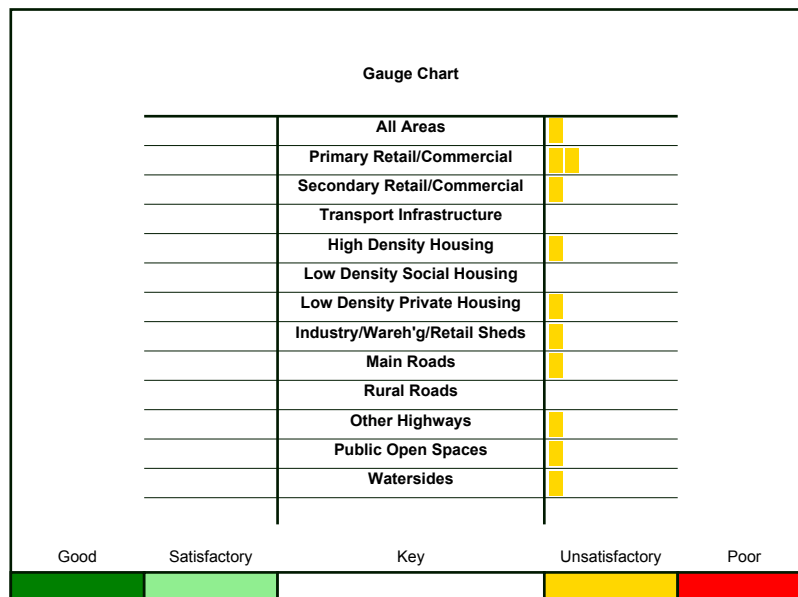 Gauge Chart
All Areas
Primary Retail/Commercial
Secondary Retail/Commercial
Transport Infrastructure
High Density Housing
Low Density Social Housing
Low Density Private Housing
Industry/Wareh'g/Retail Sheds
Main Roads
Rural Roads
Other Highways
Public Open Spaces
Watersides
Good Satisfactory Key Unsatisfactory Poor